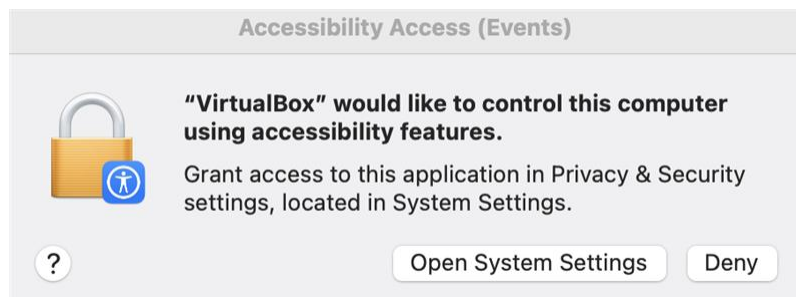 Accessibility Access (Events)
“VirtualBox” would like to control this computer
using accessibility features.
Grant access to this application in Privacy & Security
settings, located in System Settings.
?
Open System Settings
Deny